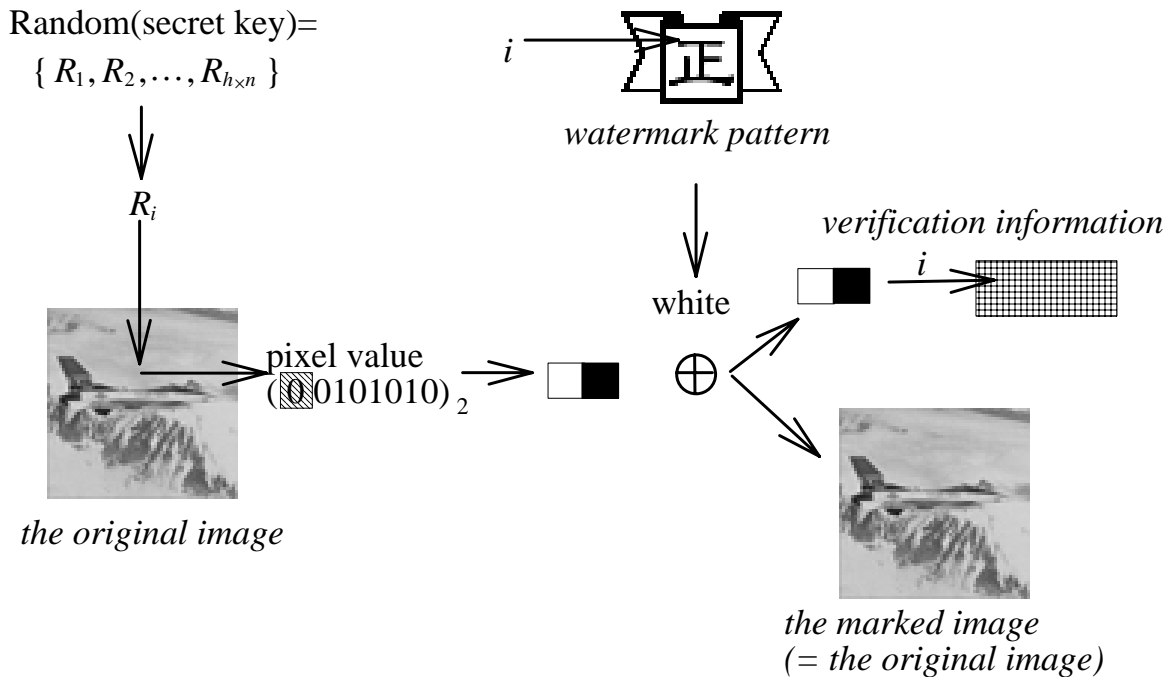 Random(secret key)=
{ R₁, R₂, …, Rₕ×ₙ }
i
正
watermark pattern
Rᵢ
verification information
i
white
pixel value
(00101010)₂
the original image
the marked image
(= the original image)